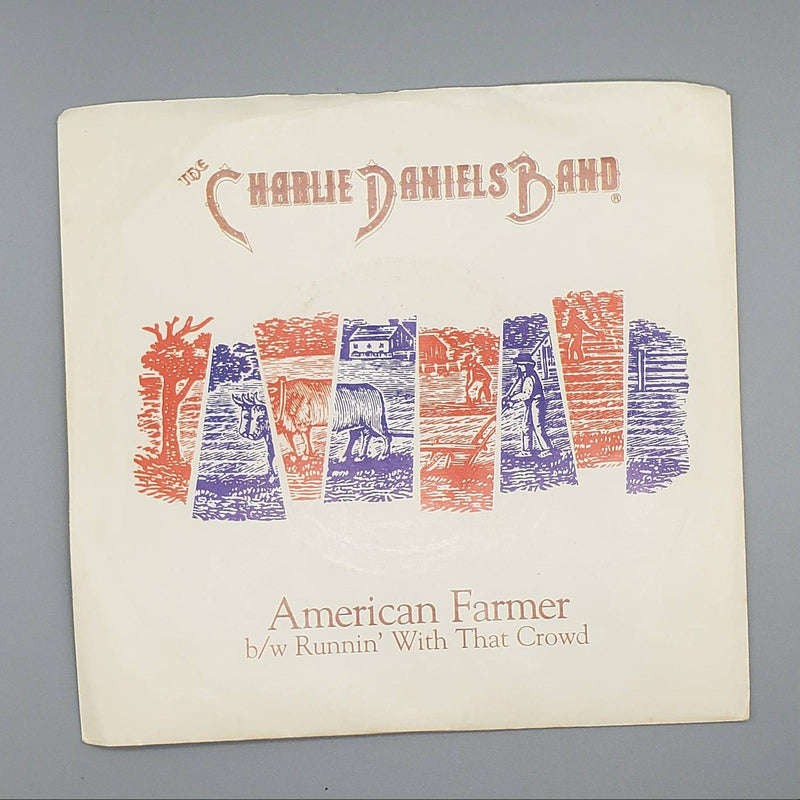 THE CHARLIE DANIELS BAND®
American Farmer
b/w Runnin' With That Crowd